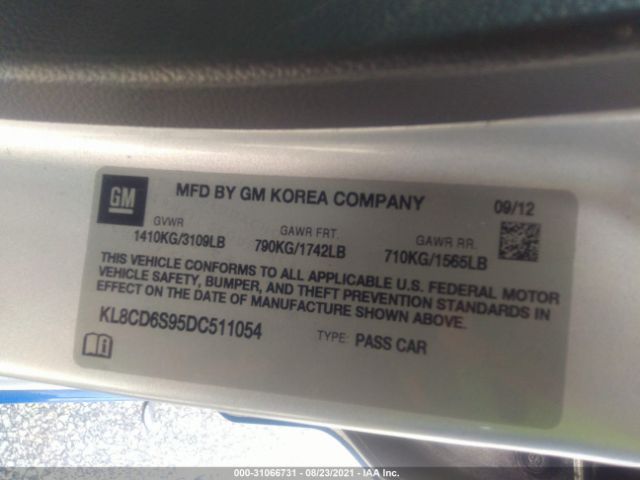 GM
MFD BY GM KOREA COMPANY
09/12
GVWR
GAWR FRT.
GAWR RR.
1410KG/3109LB
790KG/1742LB
710KG/1565LB
THIS VEHICLE CONFORMS TO ALL APPLICABLE U.S. FEDERAL MOTOR
VEHICLE SAFETY, BUMPER, AND THEFT PREVENTION STANDARDS IN
EFFECT ON THE DATE OF MANUFACTURE SHOWN ABOVE.
KL8CD6S95DC511054
TYPE: PASS CAR
000-31066731 - 08/23/2021 - IAA Inc.